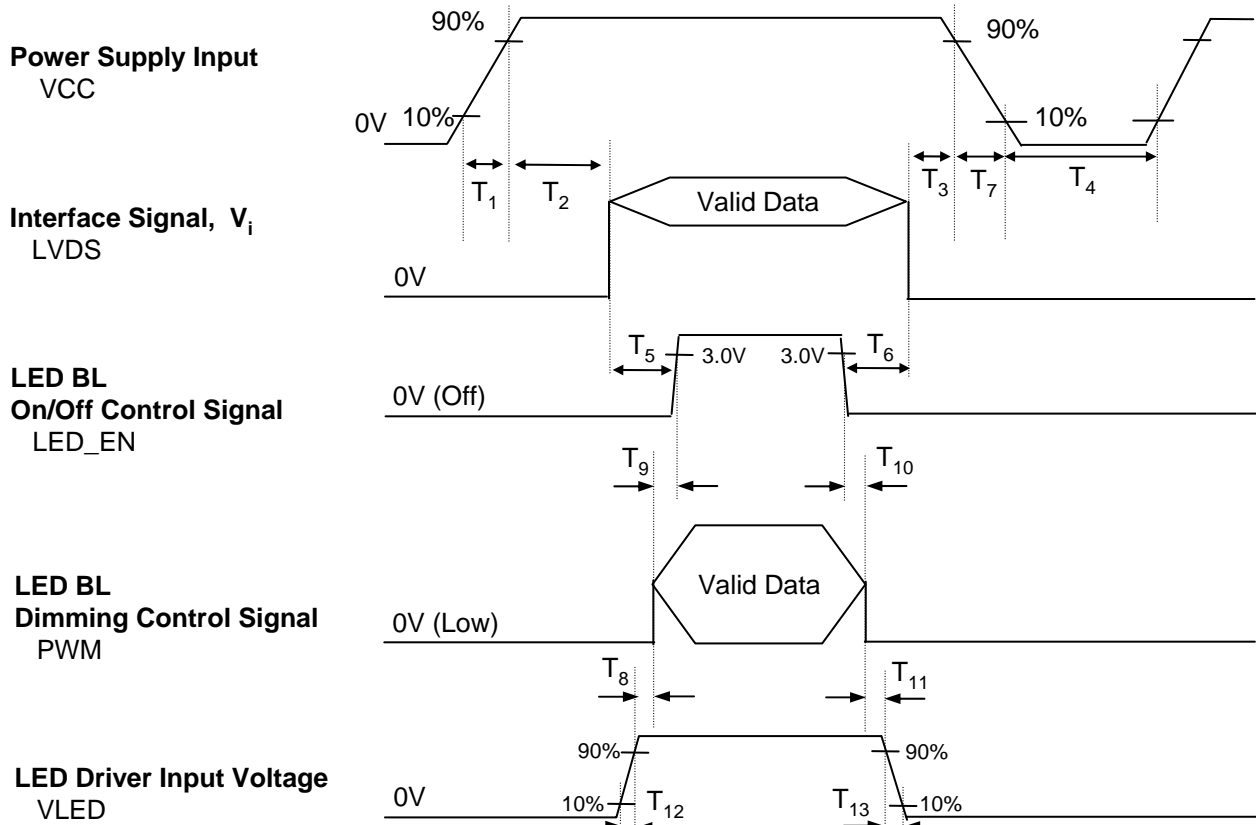 90%
90%
Power Supply Input
VCC
0V
10%
10%
T1
T2
T3
T7
T4
Interface Signal, Vi
LVDS
Valid Data
0V
T5
3.0V
3.0V
T6
LED BL
On/Off Control Signal
LED_EN
0V (Off)
T9
T10
LED BL
Dimming Control Signal
PWM
Valid Data
0V (Low)
T8
T11
90%
90%
LED Driver Input Voltage
VLED
0V
10%
T12
T13
10%